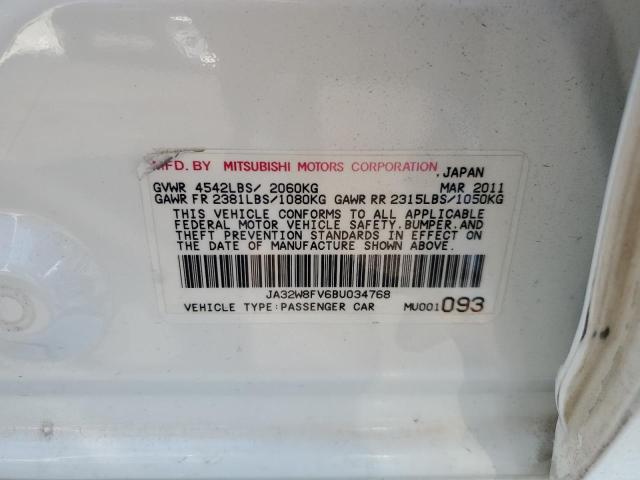 MFD. BY MITSUBISHI MOTORS CORPORATION, JAPAN
GVWR 4542LBS/ 2060KG MAR 2011
GAWR FR 2381LBS/1080KG GAWR RR 2315LBS/1050KG
THIS VEHICLE CONFORMS TO ALL APPLICABLE
FEDERAL MOTOR VEHICLE SAFETY,BUMPER,AND
THEFT PREVENTION STANDARDS IN EFFECT ON
THE DATE OF MANUFACTURE SHOWN ABOVE.
JA32W8FV6BU034768
VEHICLE TYPE:PASSENGER CAR MU001093